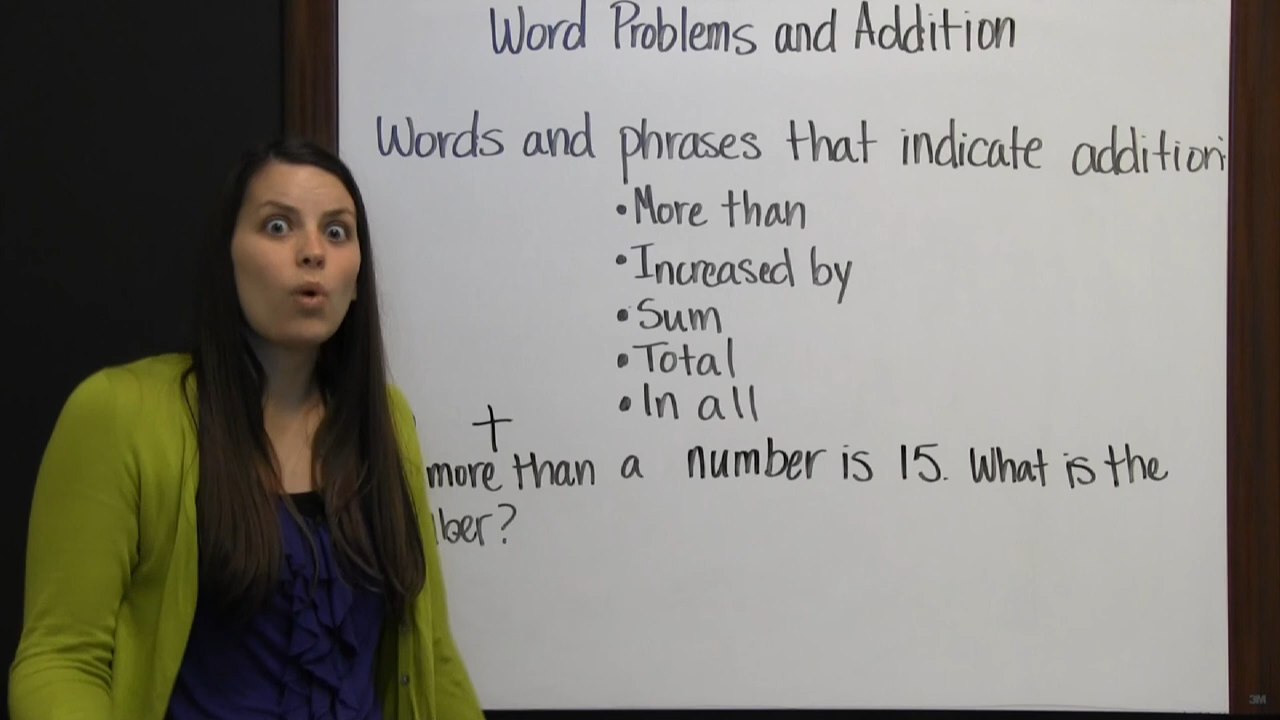 Word Problems and Addition
Words and phrases that indicate addition:
• More than
• Increased by
• Sum
• Total
• In all
+
more than a number is 15. What is the
ber?
3M